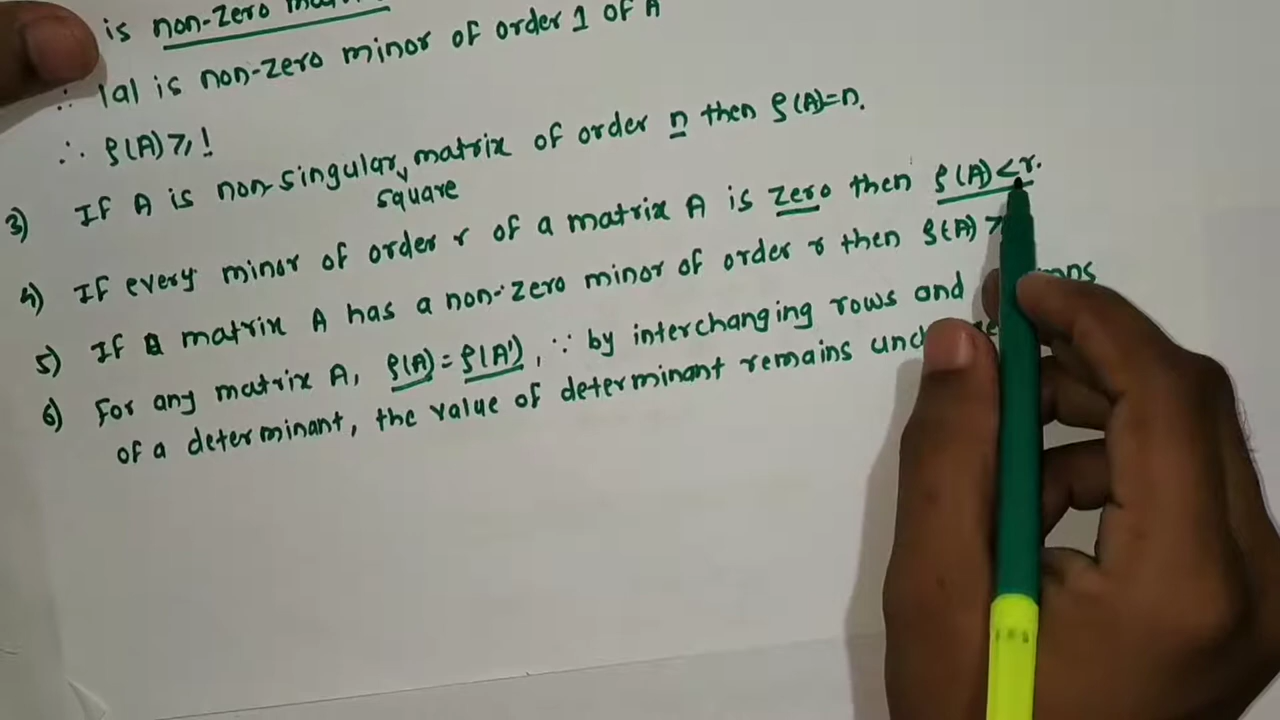 is non-zero
∴ |a| is non-zero minor of order 1 of A
∴ ρ(A) ≥ 1
3) If A is non-singular, matrix of order n then ρ(A)=n.
square
4) If every minor of order r of a matrix A is zero then ρ(A)<r.
5) If a matrix A has a non-zero minor of order r then ρ(A) ≥
6) For any matrix A, ρ(A) = ρ(A'), ∵ by interchanging rows and
of a determinant, the value of determinant remains